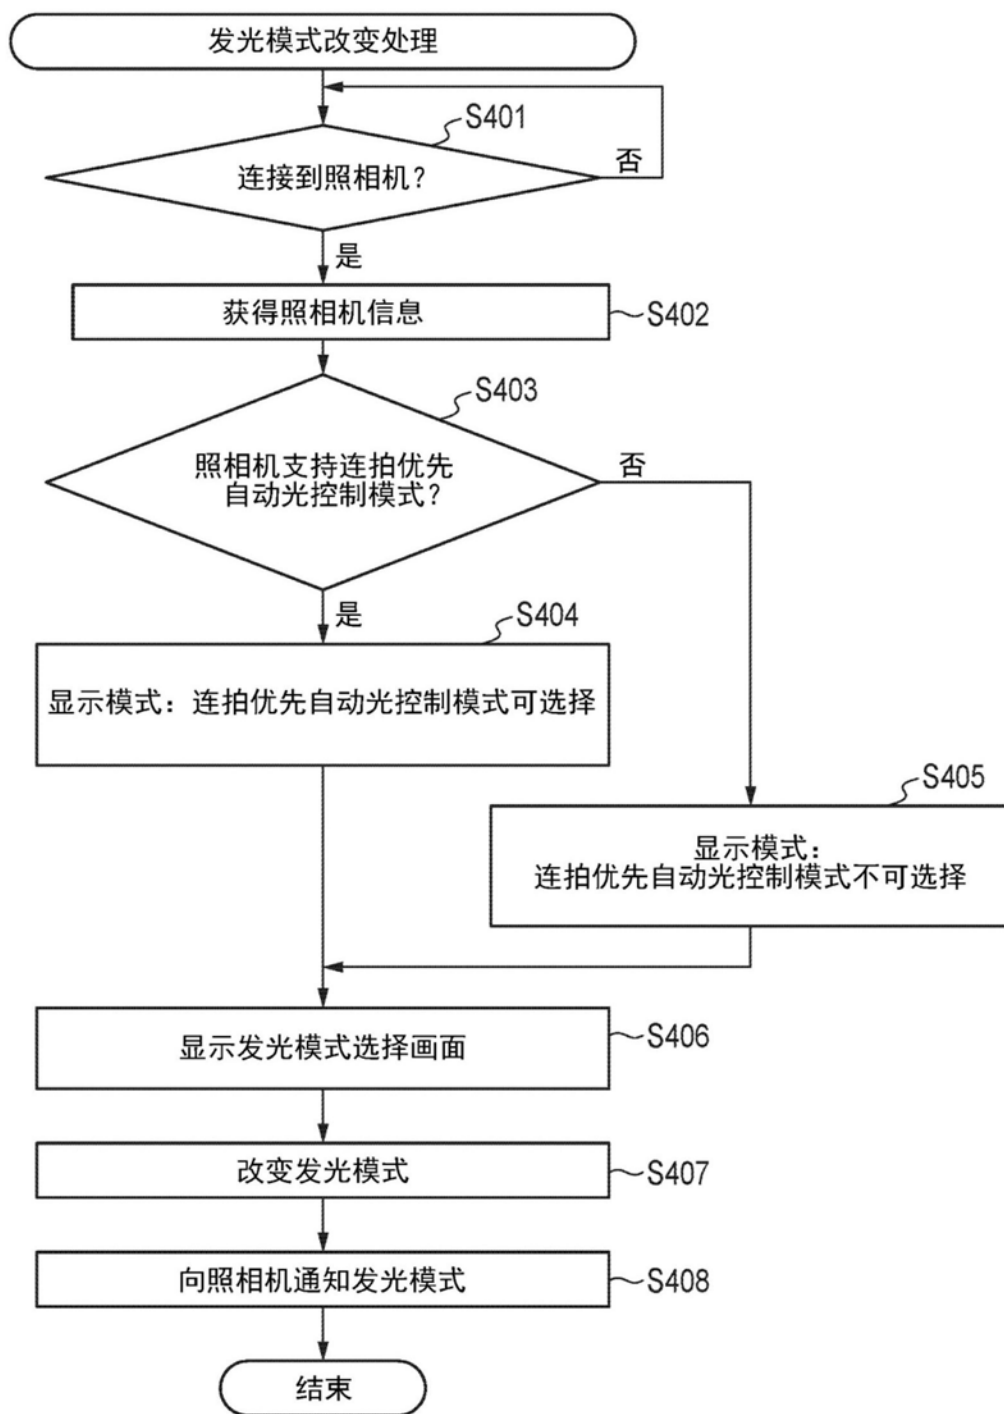 发光模式改变处理
S401
连接到照相机？
否
是
获得照相机信息
S402
S403
照相机支持连拍优先
自动光控制模式？
否
是
S404
显示模式：连拍优先自动光控制模式可选择
S405
显示模式：
连拍优先自动光控制模式不可选择
显示发光模式选择画面
S406
改变发光模式
S407
向照相机通知发光模式
S408
结束